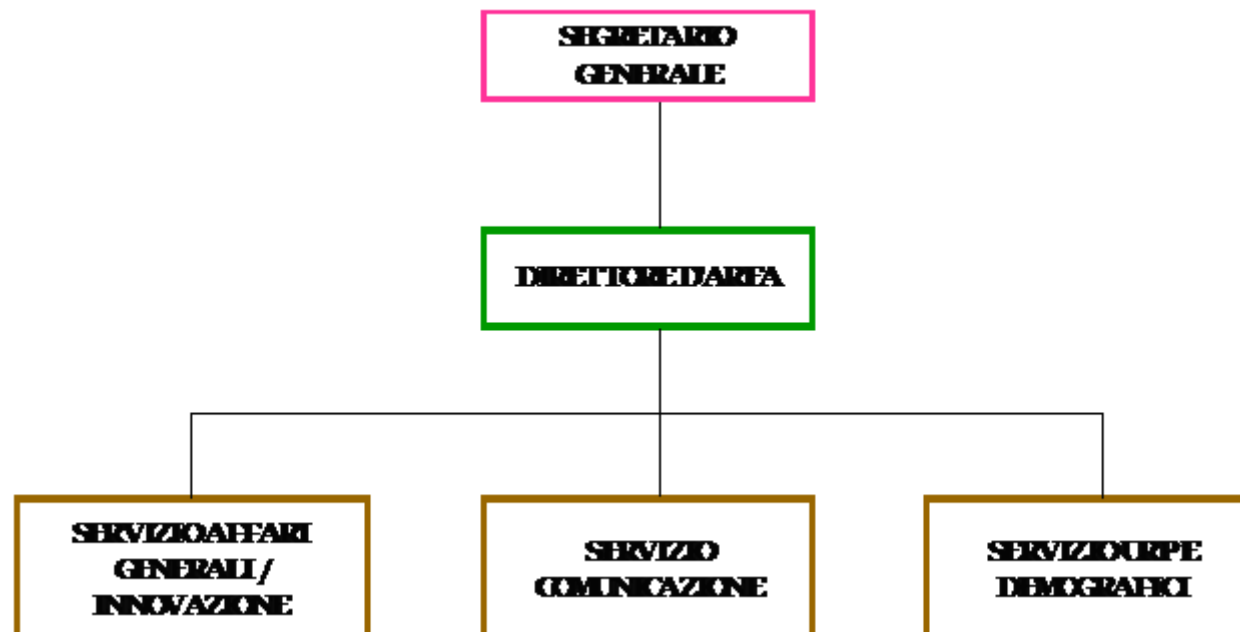 SEGRETARIO
GENERALE
DIRETTORE D'AREA
SERVIZIO AFFARI
GENERALI /
INNOVAZIONE
SERVIZIO
COMUNICAZIONE
SERVIZIO URP E
DEMOGRAFICI